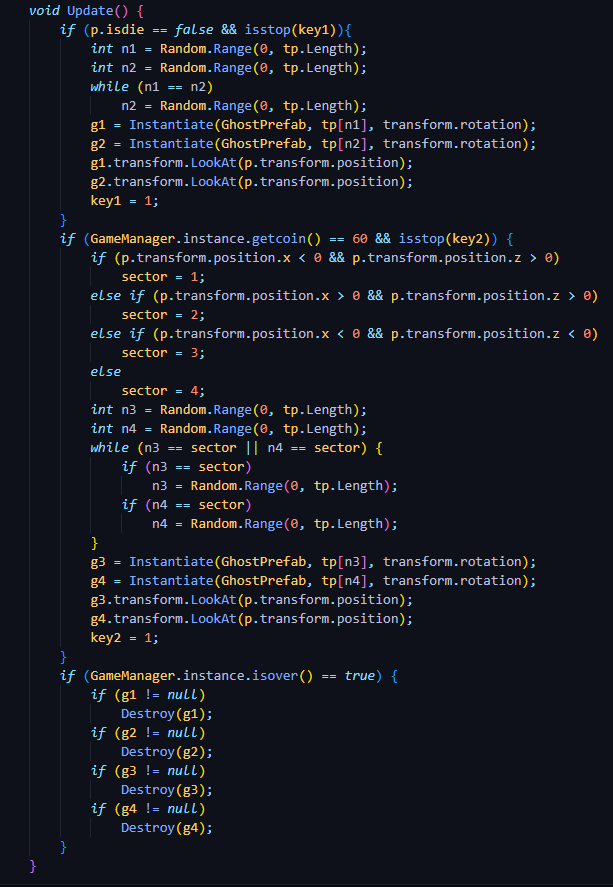 void Update() {
    if (p.isdie == false && isstop(key1)){
        int n1 = Random.Range(0, tp.Length);
        int n2 = Random.Range(0, tp.Length);
        while (n1 == n2)
            n2 = Random.Range(0, tp.Length);
        g1 = Instantiate(GhostPrefab, tp[n1], transform.rotation);
        g2 = Instantiate(GhostPrefab, tp[n2], transform.rotation);
        g1.transform.LookAt(p.transform.position);
        g2.transform.LookAt(p.transform.position);
        key1 = 1;
    }
    if (GameManager.instance.getcoin() == 60 && isstop(key2)) {
        if (p.transform.position.x < 0 && p.transform.position.z > 0)
            sector = 1;
        else if (p.transform.position.x > 0 && p.transform.position.z > 0)
            sector = 2;
        else if (p.transform.position.x < 0 && p.transform.position.z < 0)
            sector = 3;
        else
            sector = 4;
        int n3 = Random.Range(0, tp.Length);
        int n4 = Random.Range(0, tp.Length);
        while (n3 == sector || n4 == sector) {
            if (n3 == sector)
                n3 = Random.Range(0, tp.Length);
            if (n4 == sector)
                n4 = Random.Range(0, tp.Length);
        }
        g3 = Instantiate(GhostPrefab, tp[n3], transform.rotation);
        g4 = Instantiate(GhostPrefab, tp[n4], transform.rotation);
        g3.transform.LookAt(p.transform.position);
        g4.transform.LookAt(p.transform.position);
        key2 = 1;
    }
    if (GameManager.instance.isover() == true) {
        if (g1 != null)
            Destroy(g1);
        if (g2 != null)
            Destroy(g2);
        if (g3 != null)
            Destroy(g3);
        if (g4 != null)
            Destroy(g4);
    }
}